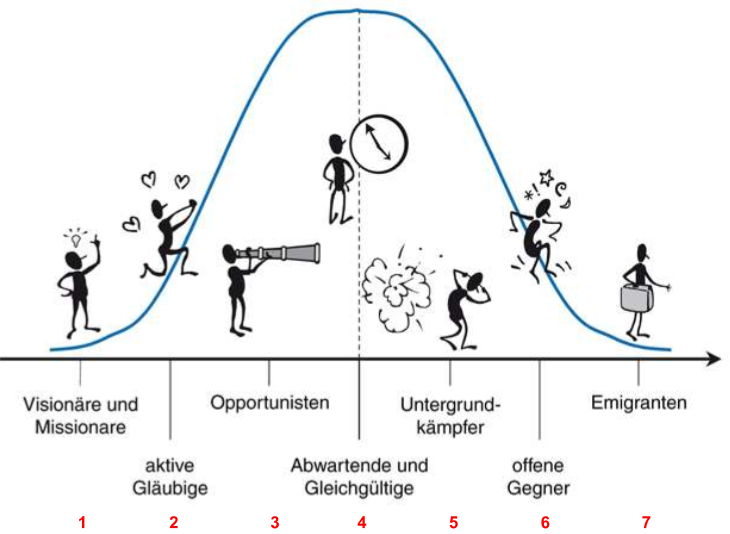 Visionäre und
Missionare
Opportunisten
Untergrund-
kämpfer
Emigranten
aktive
Gläubige
Abwartende und
Gleichgültige
offene
Gegner
1 2 3 4 5 6 7